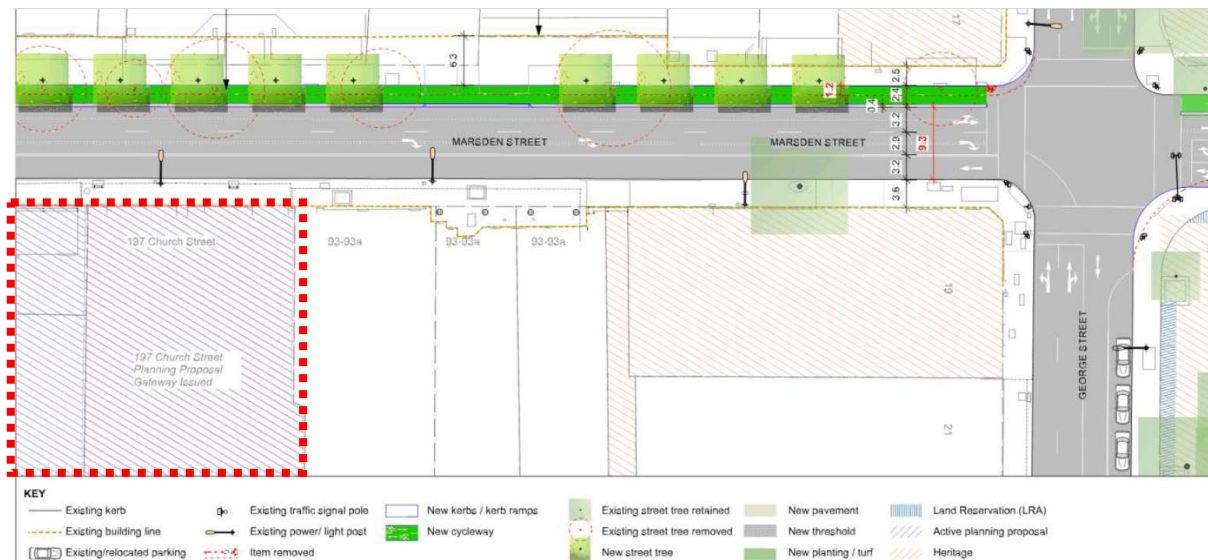 17
6.3
2.5
1.2
2.4
0.4
3.2
MARSDEN STREET
MARSDEN STREET
2.9
9.3
3.2
3.6
197 Church Street
93-93a
93-93a
93-93a
19
197 Church Street
Planning Proposal
Gateway Issued
GEORGE STREET
21
KEY
Existing kerb
Existing building line
Existing/relocated parking
Existing traffic signal pole
Existing power/ light post
Item removed
New kerbs / kerb ramps
New cycleway
Existing street tree retained
Existing street tree removed
New street tree
New pavement
New threshold
New planting / turf
Land Reservation (LRA)
Active planning proposal
Heritage